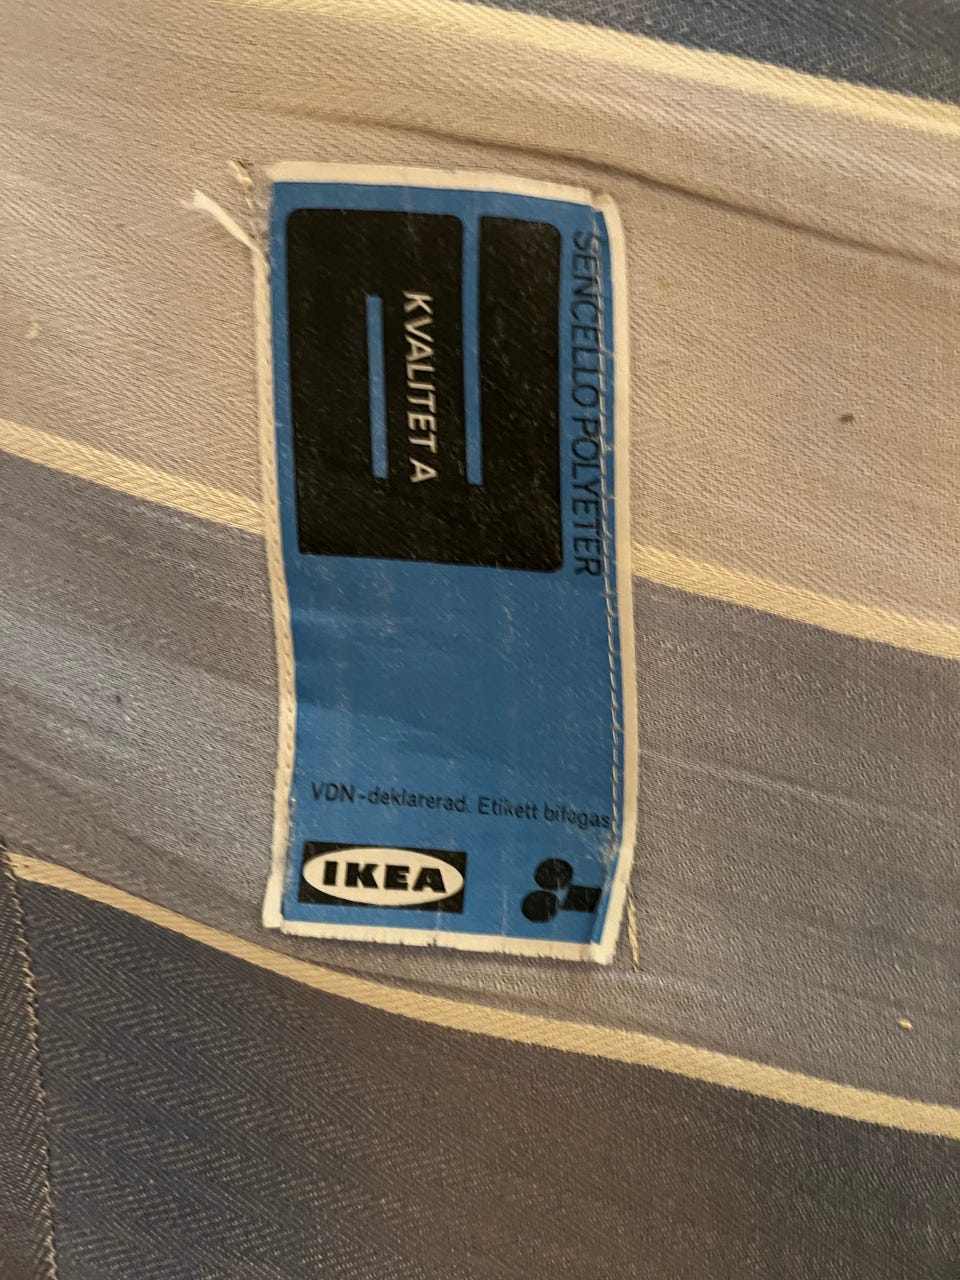 SENCELLO POLYETER
KVALITET A
VDN-deklarerad. Etikett bifogas
IKEA